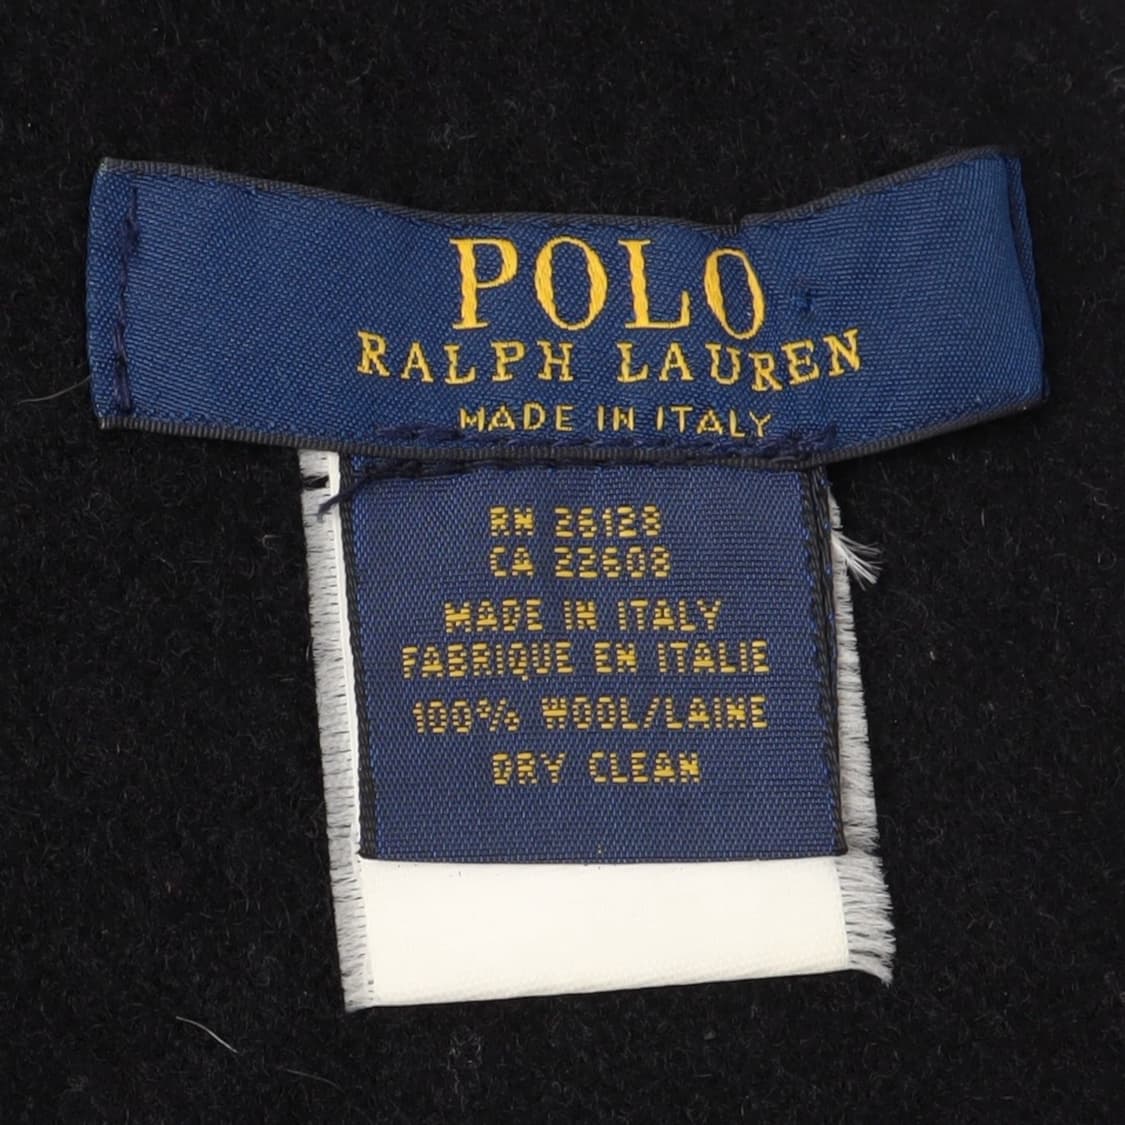 POLO
RALPH LAUREN
MADE IN ITALY
RN 26128
CA 22608
MADE IN ITALY
FABRIQUE EN ITALIE
100% WOOL/LAINE
DRY CLEAN